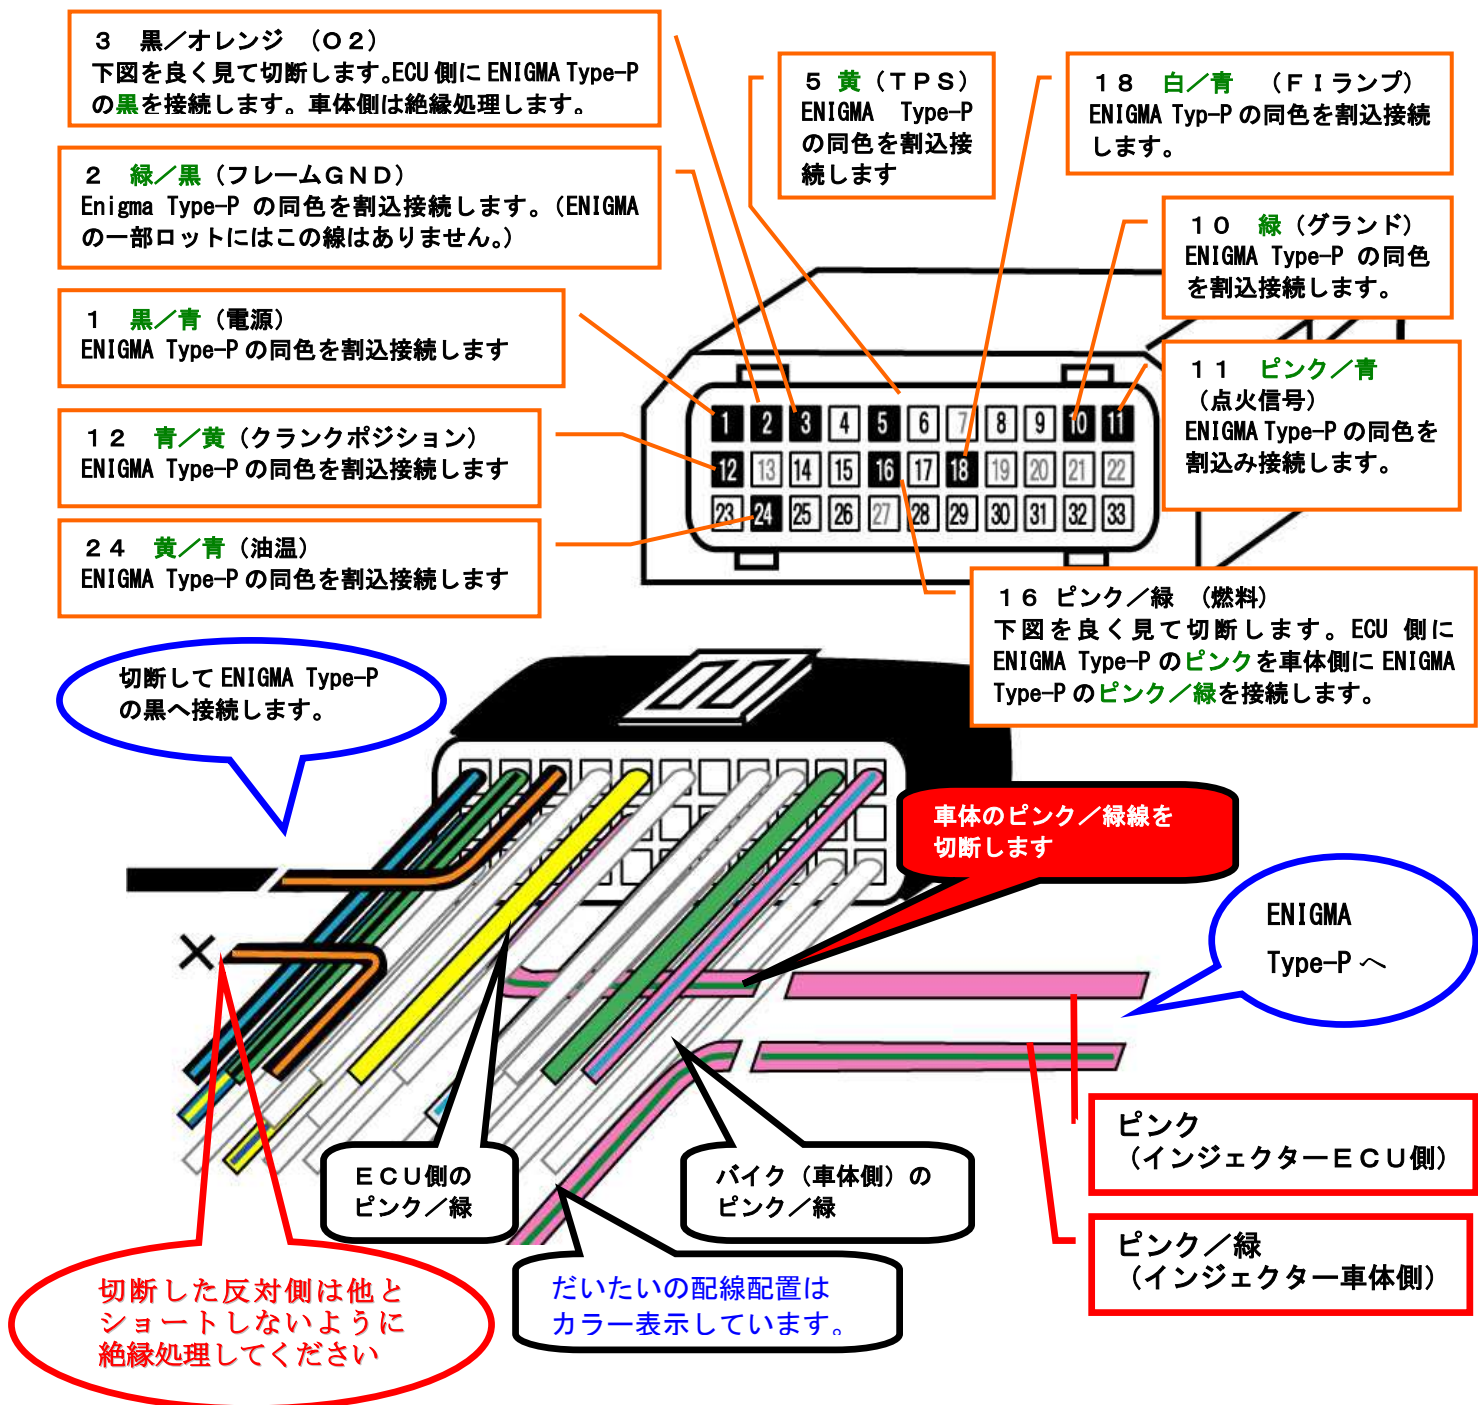 ３　黒／オレンジ　（Ｏ２）
下図を良く見て切断します。ECU 側に ENIGMA Type-P
の黒を接続します。車体側は絶縁処理します。
２　緑／黒（フレームＧＮＤ）
Enigma Type-P の同色を割込接続します。（ENIGMA
の一部ロットにはこの線はありません。）
１　黒／青（電源）
ENIGMA Type-P の同色を割込接続します
１２　青／黄（クランクポジション）
ENIGMA Type-P の同色を割込接続します
２４　黄／青（油温）
ENIGMA Type-P の同色を割込接続します
５ 黄（ＴＰＳ）
ENIGMA Type-P
の同色を割込接
続します
１８　白／青　（ＦＩランプ）
ENIGMA Typ-P の同色を割込接続
します。
１０　緑（グランド）
ENIGMA Type-P の同色
を割込接続します。
１１　ピンク／青
（点火信号）
ENIGMA Type-P の同色を
割込み接続します。
1 2 3 4 5 6 7 8 9 10 11
12 13 14 15 16 17 18 19 20 21 22
23 24 25 26 27 28 29 30 31 32 33
１６ ピンク／緑　（燃料）
下図を良く見て切断します。ECU 側に
ENIGMA Type-P のピンクを車体側に ENIGMA
Type-P のピンク／緑を接続します。
切断して ENIGMA Type-P
の黒へ接続します。
車体のピンク／緑線を
切断します
ENIGMA
Type-P へ
×
ＥＣＵ側の
ピンク／緑
バイク（車体側）の
ピンク／緑
ピンク
（インジェクターＥＣＵ側）
ピンク／緑
（インジェクター車体側）
切断した反対側は他と
ショートしないように
絶縁処理してください
だいたいの配線配置は
カラー表示しています。